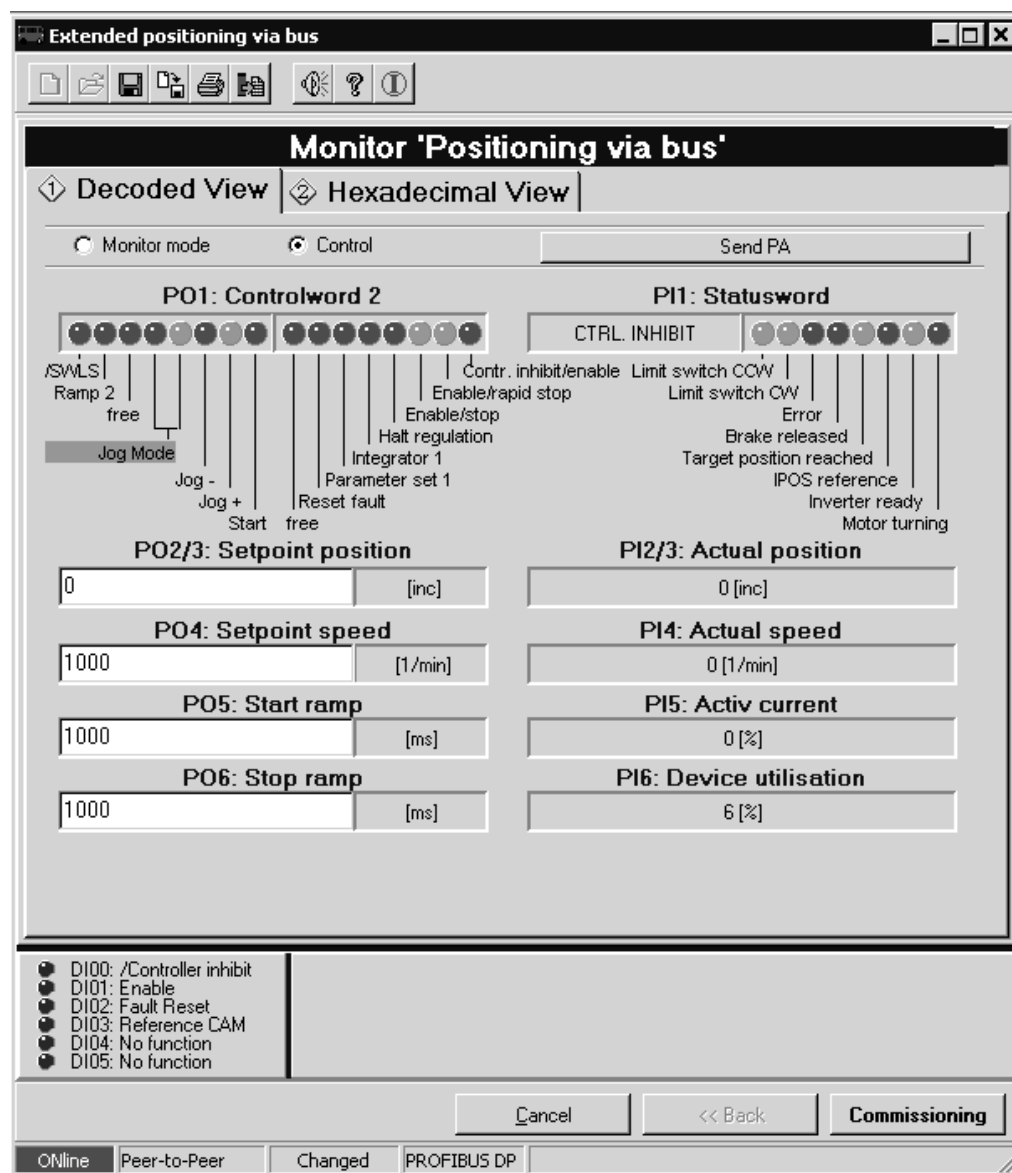 Extended positioning via bus
Monitor 'Positioning via bus'
1 Decoded View
2 Hexadecimal View
Monitor mode
Control
Send PA
PO1: Controlword 2
PI1: Statusword
CTRL. INHIBIT
/SWLS
Ramp 2
free
Jog Mode
Jog -
Jog +
Start
free
Reset fault
Parameter set 1
Integrator 1
Halt regulation
Enable/stop
Enable/rapid stop
Contr. inhibit/enable
Limit switch CCW
Limit switch CW
Error
Brake released
Target position reached
IPOS reference
Inverter ready
Motor turning
PO2/3: Setpoint position
0 [inc]
PI2/3: Actual position
0 [inc]
PO4: Setpoint speed
1000 [1/min]
PI4: Actual speed
0 [1/min]
PO5: Start ramp
1000 [ms]
PI5: Activ current
0 [%]
PO6: Stop ramp
1000 [ms]
PI6: Device utilisation
6 [%]
DI00: /Controller inhibit
DI01: Enable
DI02: Fault Reset
DI03: Reference CAM
DI04: No function
DI05: No function
Cancel
<< Back
Commissioning
ONline
Peer-to-Peer
Changed
PROFIBUS DP